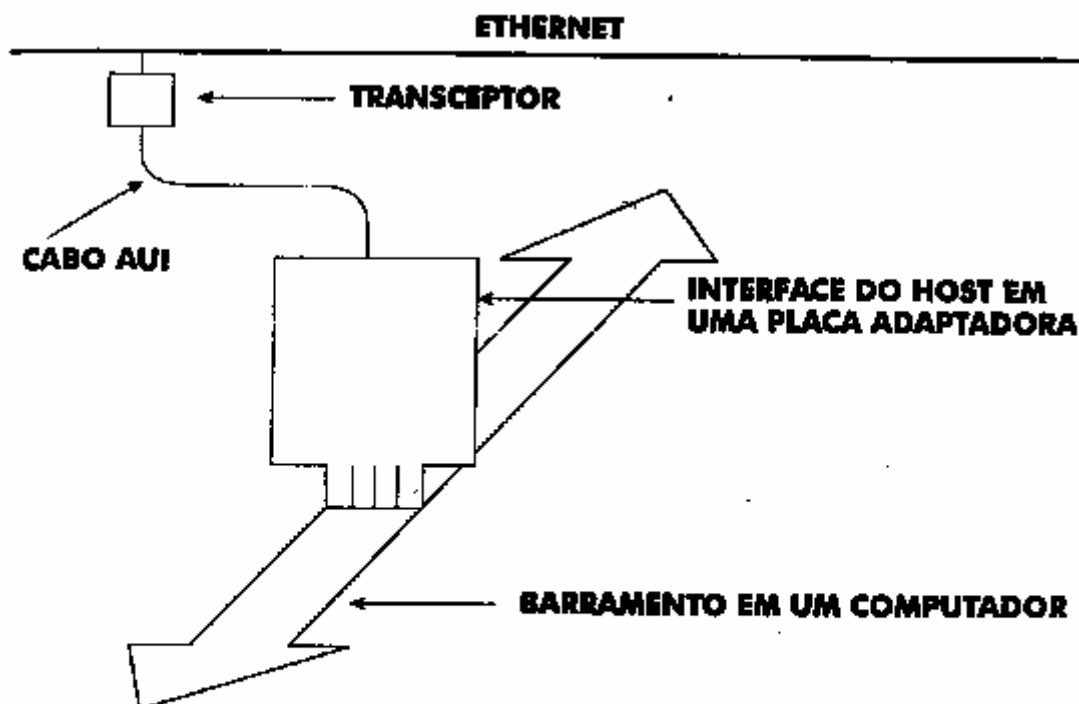 ETHERNET
TRANSCEPTOR
CABO AUI
INTERFACE DO HOST EM
UMA PLACA ADAPTADORA
BARRAMENTO EM UM COMPUTADOR